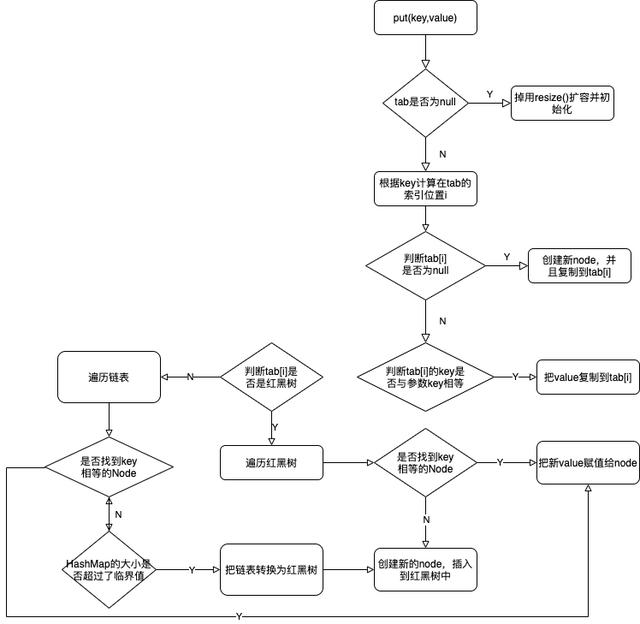 put(key,value)
tab是否为null
Y
掉用resize()扩容并初
始化
N
根据key计算在tab的
索引位置i
判断tab[i]
是否为null
Y
创建新node，并
且复制到tab[i]
N
遍历链表
N
判断tab[i]是
否是红黑树
判断tab[i]的key是
否与参数key相等
Y
把value复制到tab[i]
Y
是否找到key
相等的Node
遍历红黑树
是否找到key
相等的Node
Y
把新value赋值给node
N
N
HashMap的大小是
否超过了临界值
Y
把链表转换为红黑树
创建新的node，插入
到红黑树中
Y